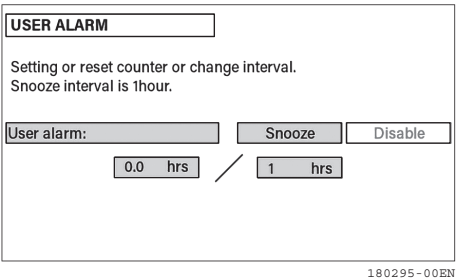 USER ALARM
Setting or reset counter or change interval.
Snooze interval is 1hour.
User alarm: Snooze Disable
0.0 hrs / 1 hrs
180295-00EN